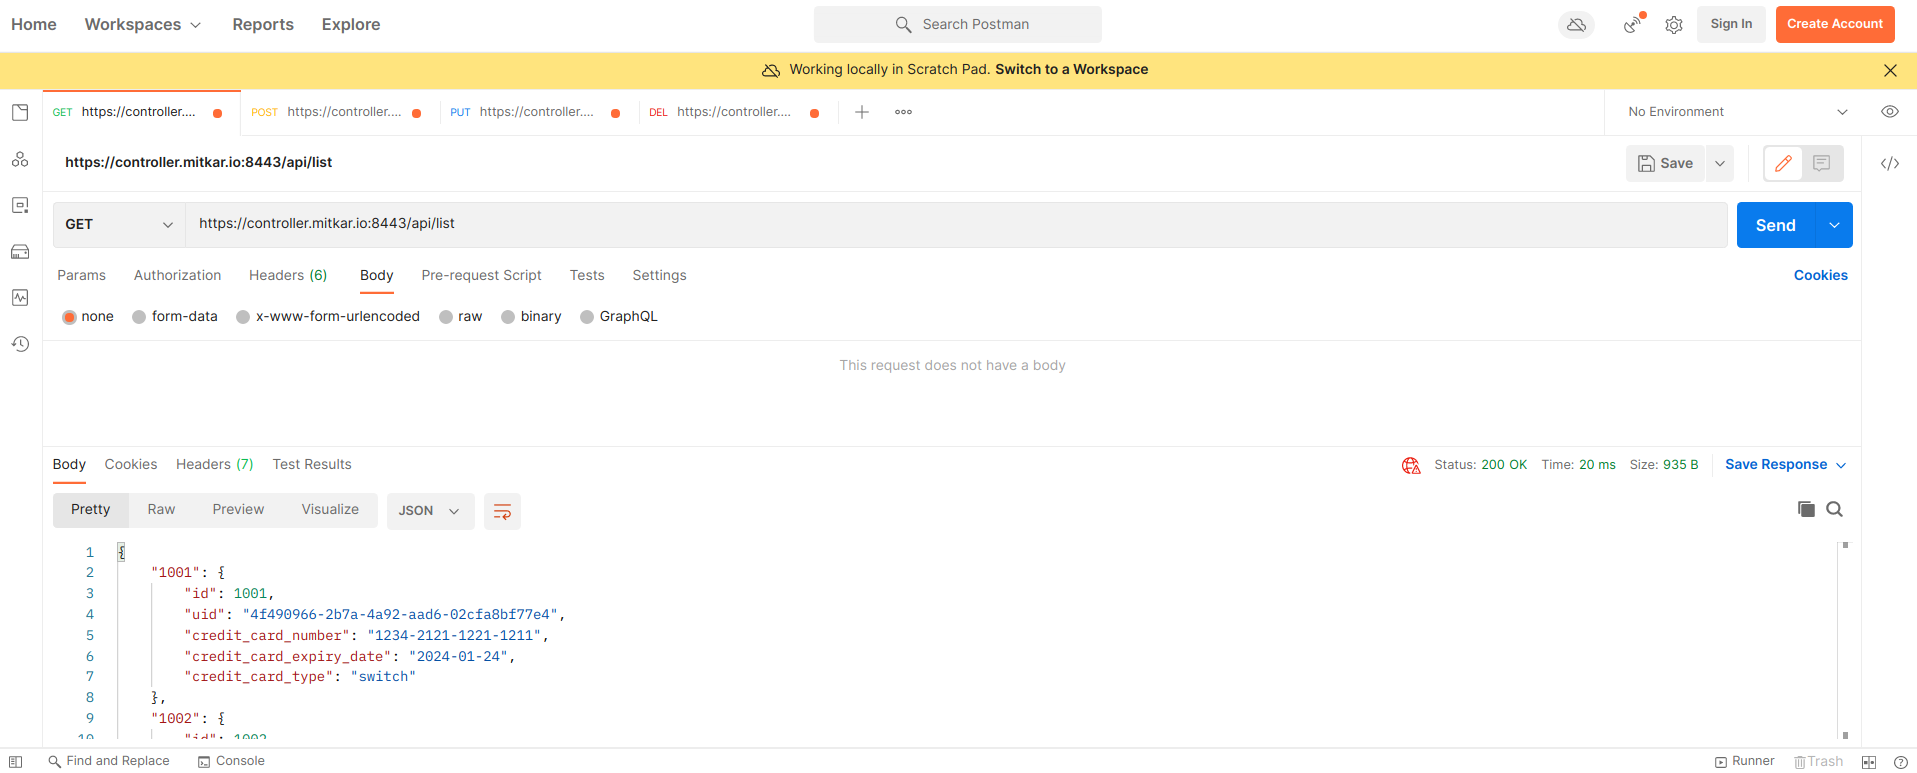 Home Workspaces Reports Explore Search Postman Sign In Create Account
Working locally in Scratch Pad. Switch to a Workspace
GET https://controller.... POST https://controller.... PUT https://controller.... DEL https://controller.... No Environment
https://controller.mitkar.io:8443/api/list Save
GET https://controller.mitkar.io:8443/api/list Send
Params Authorization Headers (6) Body Pre-request Script Tests Settings Cookies
none form-data x-www-form-urlencoded raw binary GraphQL
This request does not have a body
Body Cookies Headers (7) Test Results Status: 200 OK Time: 20 ms Size: 935 B Save Response
Pretty Raw Preview Visualize JSON
1 {
2 "1001": {
3 "id": 1001,
4 "uid": "4f490966-2b7a-4a92-aad6-02cfa8bf77e4",
5 "credit_card_number": "1234-2121-1221-1211",
6 "credit_card_expiry_date": "2024-01-24",
7 "credit_card_type": "switch"
8 },
9 "1002": {
10 "id": 1002
Find and Replace Console Runner Trash